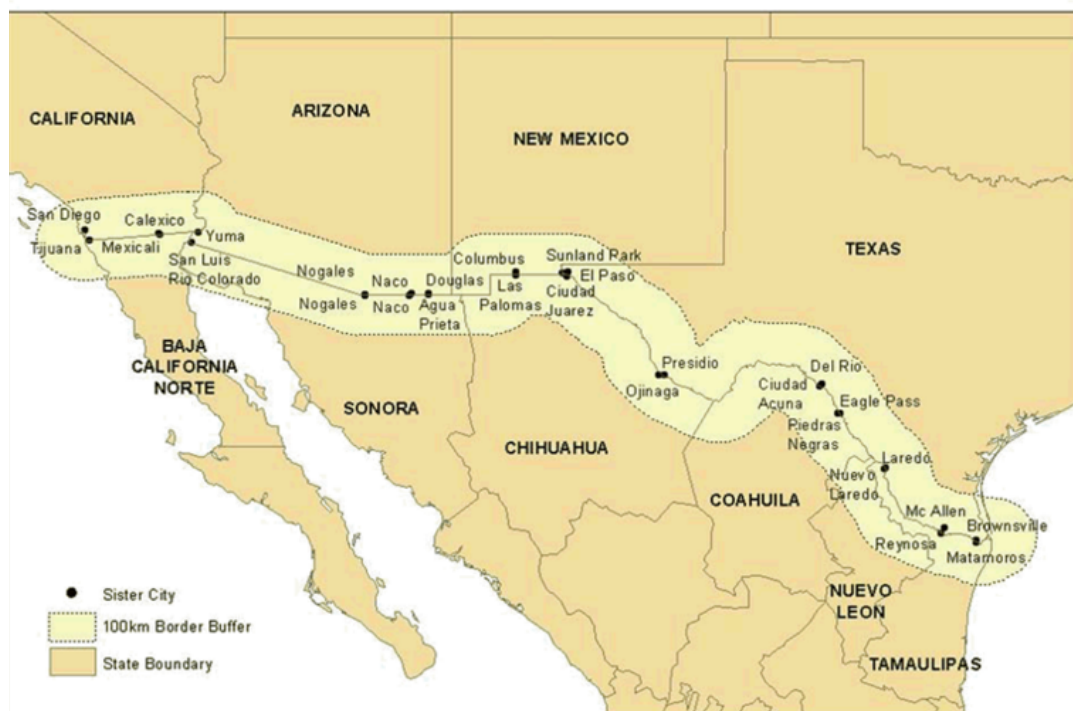 CALIFORNIA
ARIZONA
NEW MEXICO
TEXAS
San Diego
Tijuana
Calexico
Mexicali
Yuma
San Luis
Rio Colorado
Nogales
Nogales
Naco
Naco
Douglas
Agua
Prieta
Columbus
Las
Palomas
Sunland Park
El Paso
Ciudad
Juarez
Presidio
Ojinaga
Del Rio
Ciudad
Acuna
Eagle Pass
Piedras
Negras
Laredo
Nuevo
Laredo
Mc Allen
Reynosa
Brownsville
Matamoros
BAJA
CALIFORNIA
NORTE
SONORA
CHIHUAHUA
COAHUILA
NUEVO
LEON
TAMAULIPAS
Sister City
100km Border Buffer
State Boundary